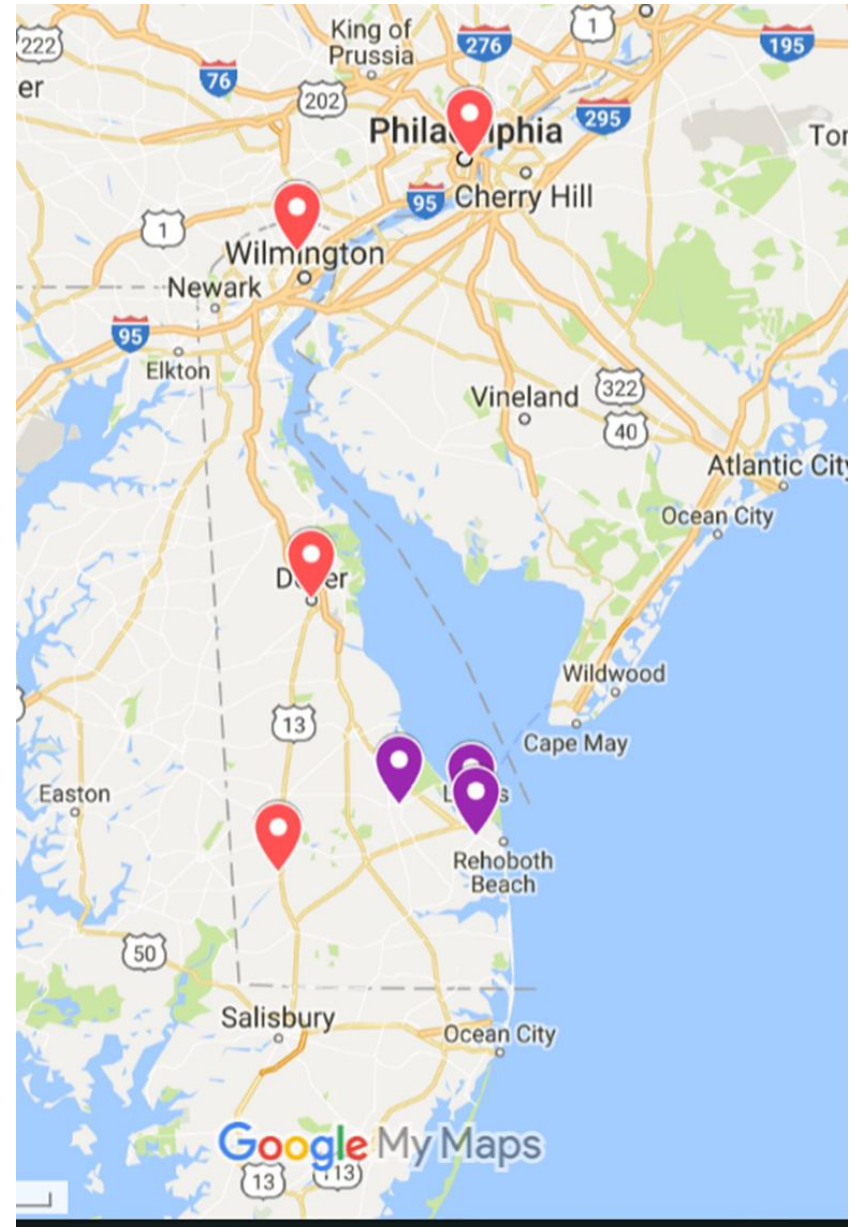 222
er
76
King of
Prussia
276
1
195
202
295
Tor
Philadelphia
95
Cherry Hill
1
Wilmington
Newark
95
Elkton
Vineland
322
40
Atlantic City
Ocean City
13
Wildwood
Cape May
Easton
Rehoboth
Beach
50
Salisbury
Ocean City
Google My Maps
13
113